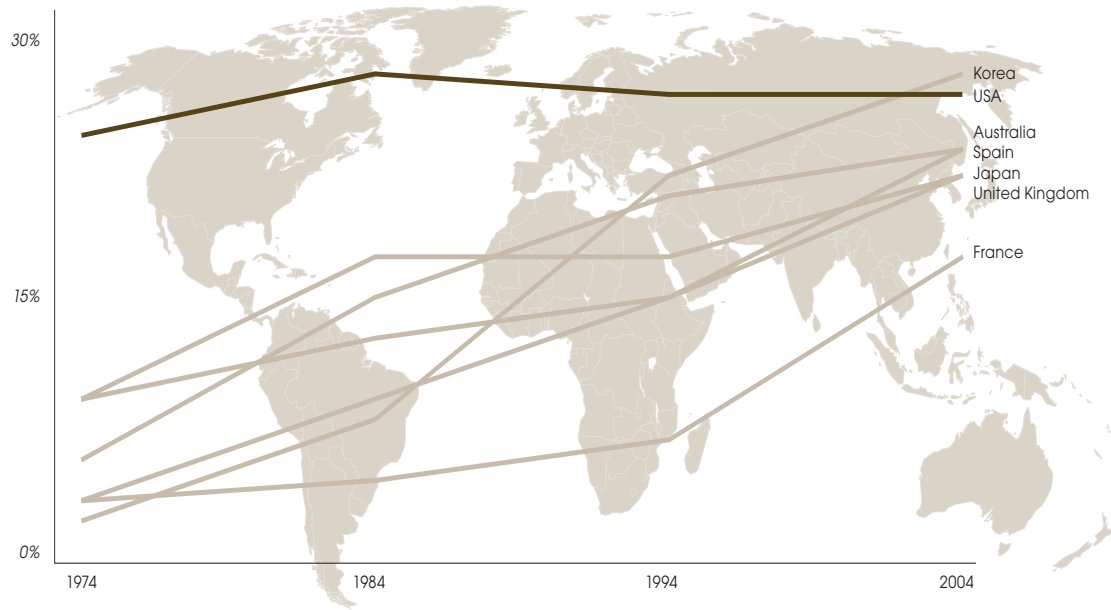 30%
15%
0%
1974
1984
1994
2004
Korea
USA
Australia
Spain
Japan
United Kingdom
France